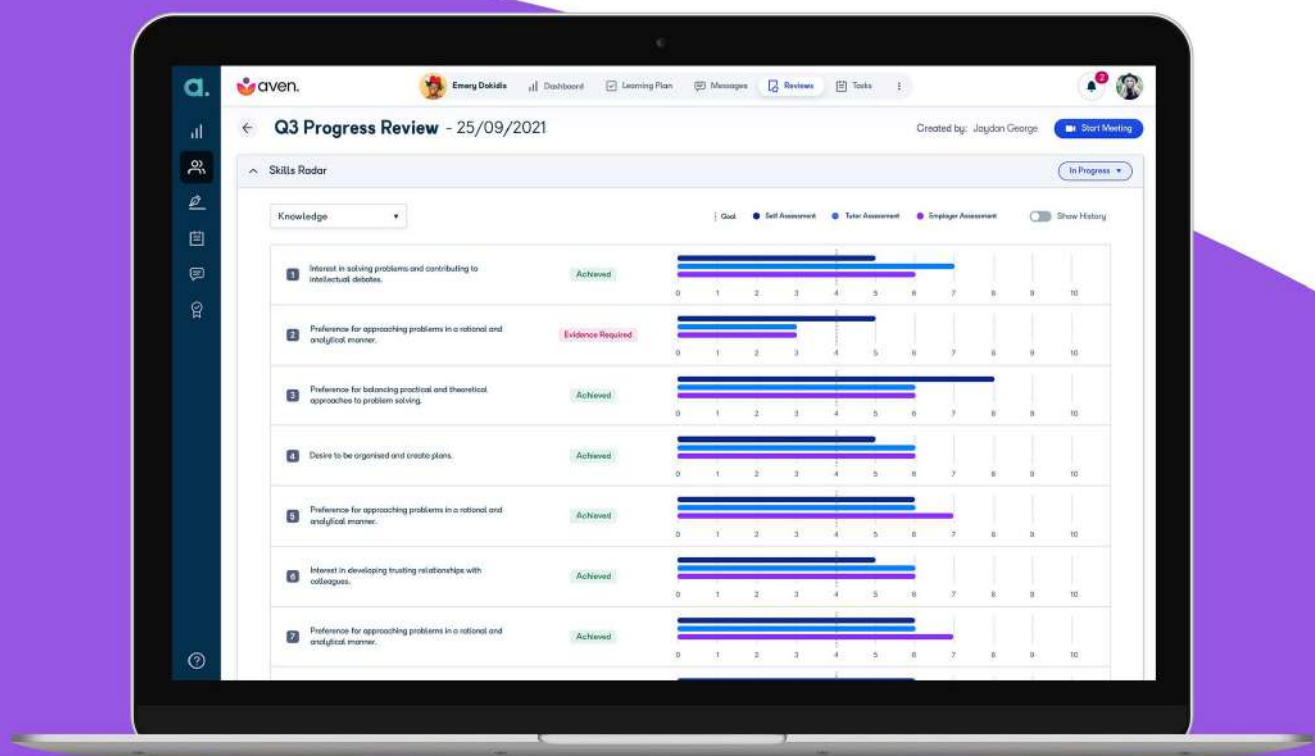 a.
aven.
Emery Dokidis
Dashboard
Learning Plan
Messages
Reviews
Tasks
2
Q3 Progress Review - 25/09/2021
Created by: Jaydon George
Start Meeting
Skills Radar
In Progress
Knowledge
Goal
Self Assessment
Tutor Assessment
Employer Assessment
Show History
1
Interest in solving problems and contributing to
intellectual debates.
Achieved
0 1 2 3 4 5 6 7 8 9 10
2
Preference for approaching problems in a rational and
analytical manner.
Evidence Required
0 1 2 3 4 5 6 7 8 9 10
3
Preference for balancing practical and theoretical
approaches to problem solving.
Achieved
0 1 2 3 4 5 6 7 8 9 10
4
Desire to be organised and create plans.
Achieved
0 1 2 3 4 5 6 7 8 9 10
5
Preference for approaching problems in a rational and
analytical manner.
Achieved
0 1 2 3 4 5 6 7 8 9 10
6
Interest in developing trusting relationships with
colleagues.
Achieved
0 1 2 3 4 5 6 7 8 9 10
7
Preference for approaching problems in a rational and
analytical manner.
Achieved
0 1 2 3 4 5 6 7 8 9 10